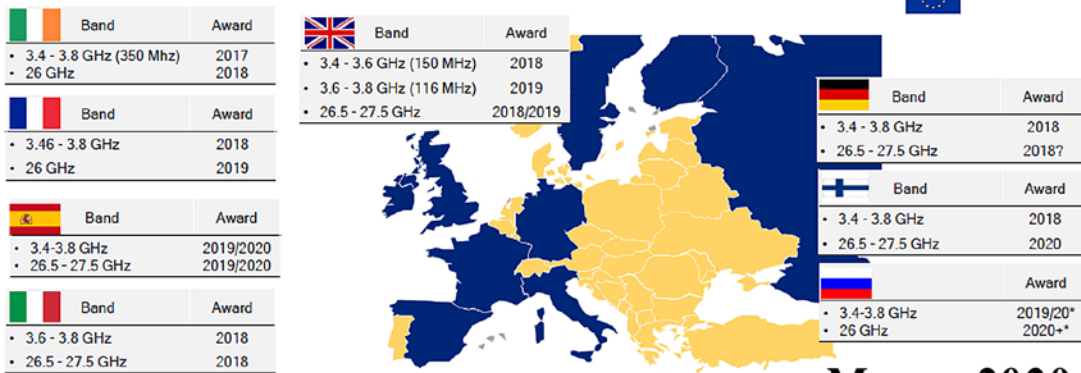 Band Award
• 3.4 - 3.8 GHz (350 Mhz) 2017
• 26 GHz 2018
Band Award
• 3.46 - 3.8 GHz 2018
• 26 GHz 2019
Band Award
• 3.4-3.8 GHz 2019/2020
• 26.5 - 27.5 GHz 2019/2020
Band Award
• 3.6 - 3.8 GHz 2018
• 26.5 - 27.5 GHz 2018
Band Award
• 3.4 - 3.6 GHz (150 MHz) 2018
• 3.6 - 3.8 GHz (116 MHz) 2019
• 26.5 - 27.5 GHz 2018/2019
Band Award
• 3.4 - 3.8 GHz 2018
• 26.5 - 27.5 GHz 2018?
Band Award
• 3.4 - 3.8 GHz 2018
• 26.5 - 27.5 GHz 2020
Award
• 3.4-3.8 GHz 2019/20*
• 26 GHz 2020+*
2020